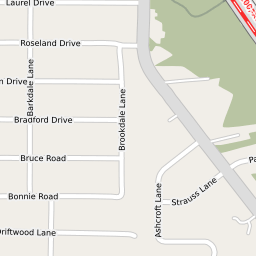 Laurel Drive
Roseland Drive
Drive
Barkdale Lane
Brookdale Lane
Bradford Drive
Bruce Road
Bonnie Road
Driftwood Lane
Ashcroft Lane
Strauss Lane
Pa